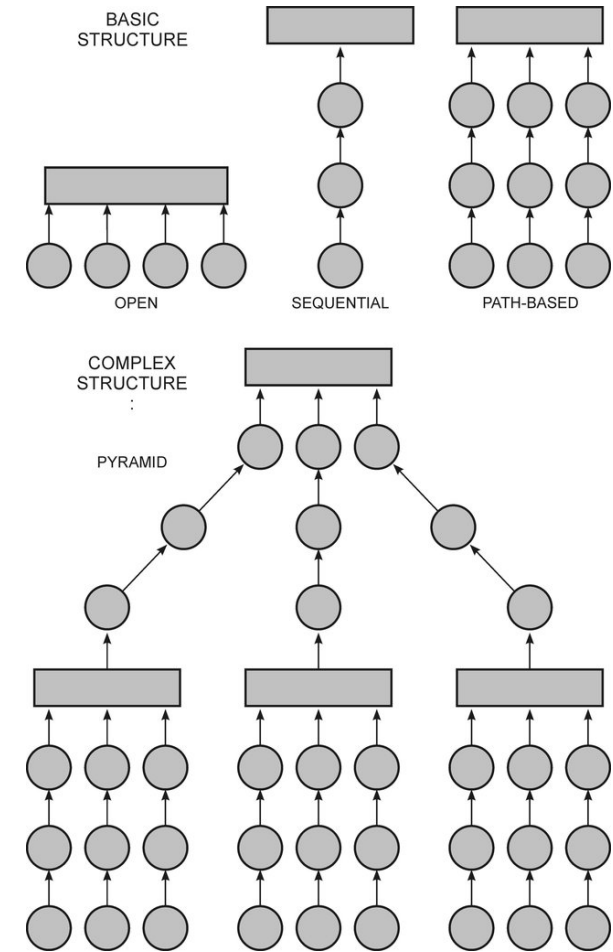 BASIC
STRUCTURE
OPEN
SEQUENTIAL
PATH-BASED
COMPLEX
STRUCTURE
:
PYRAMID